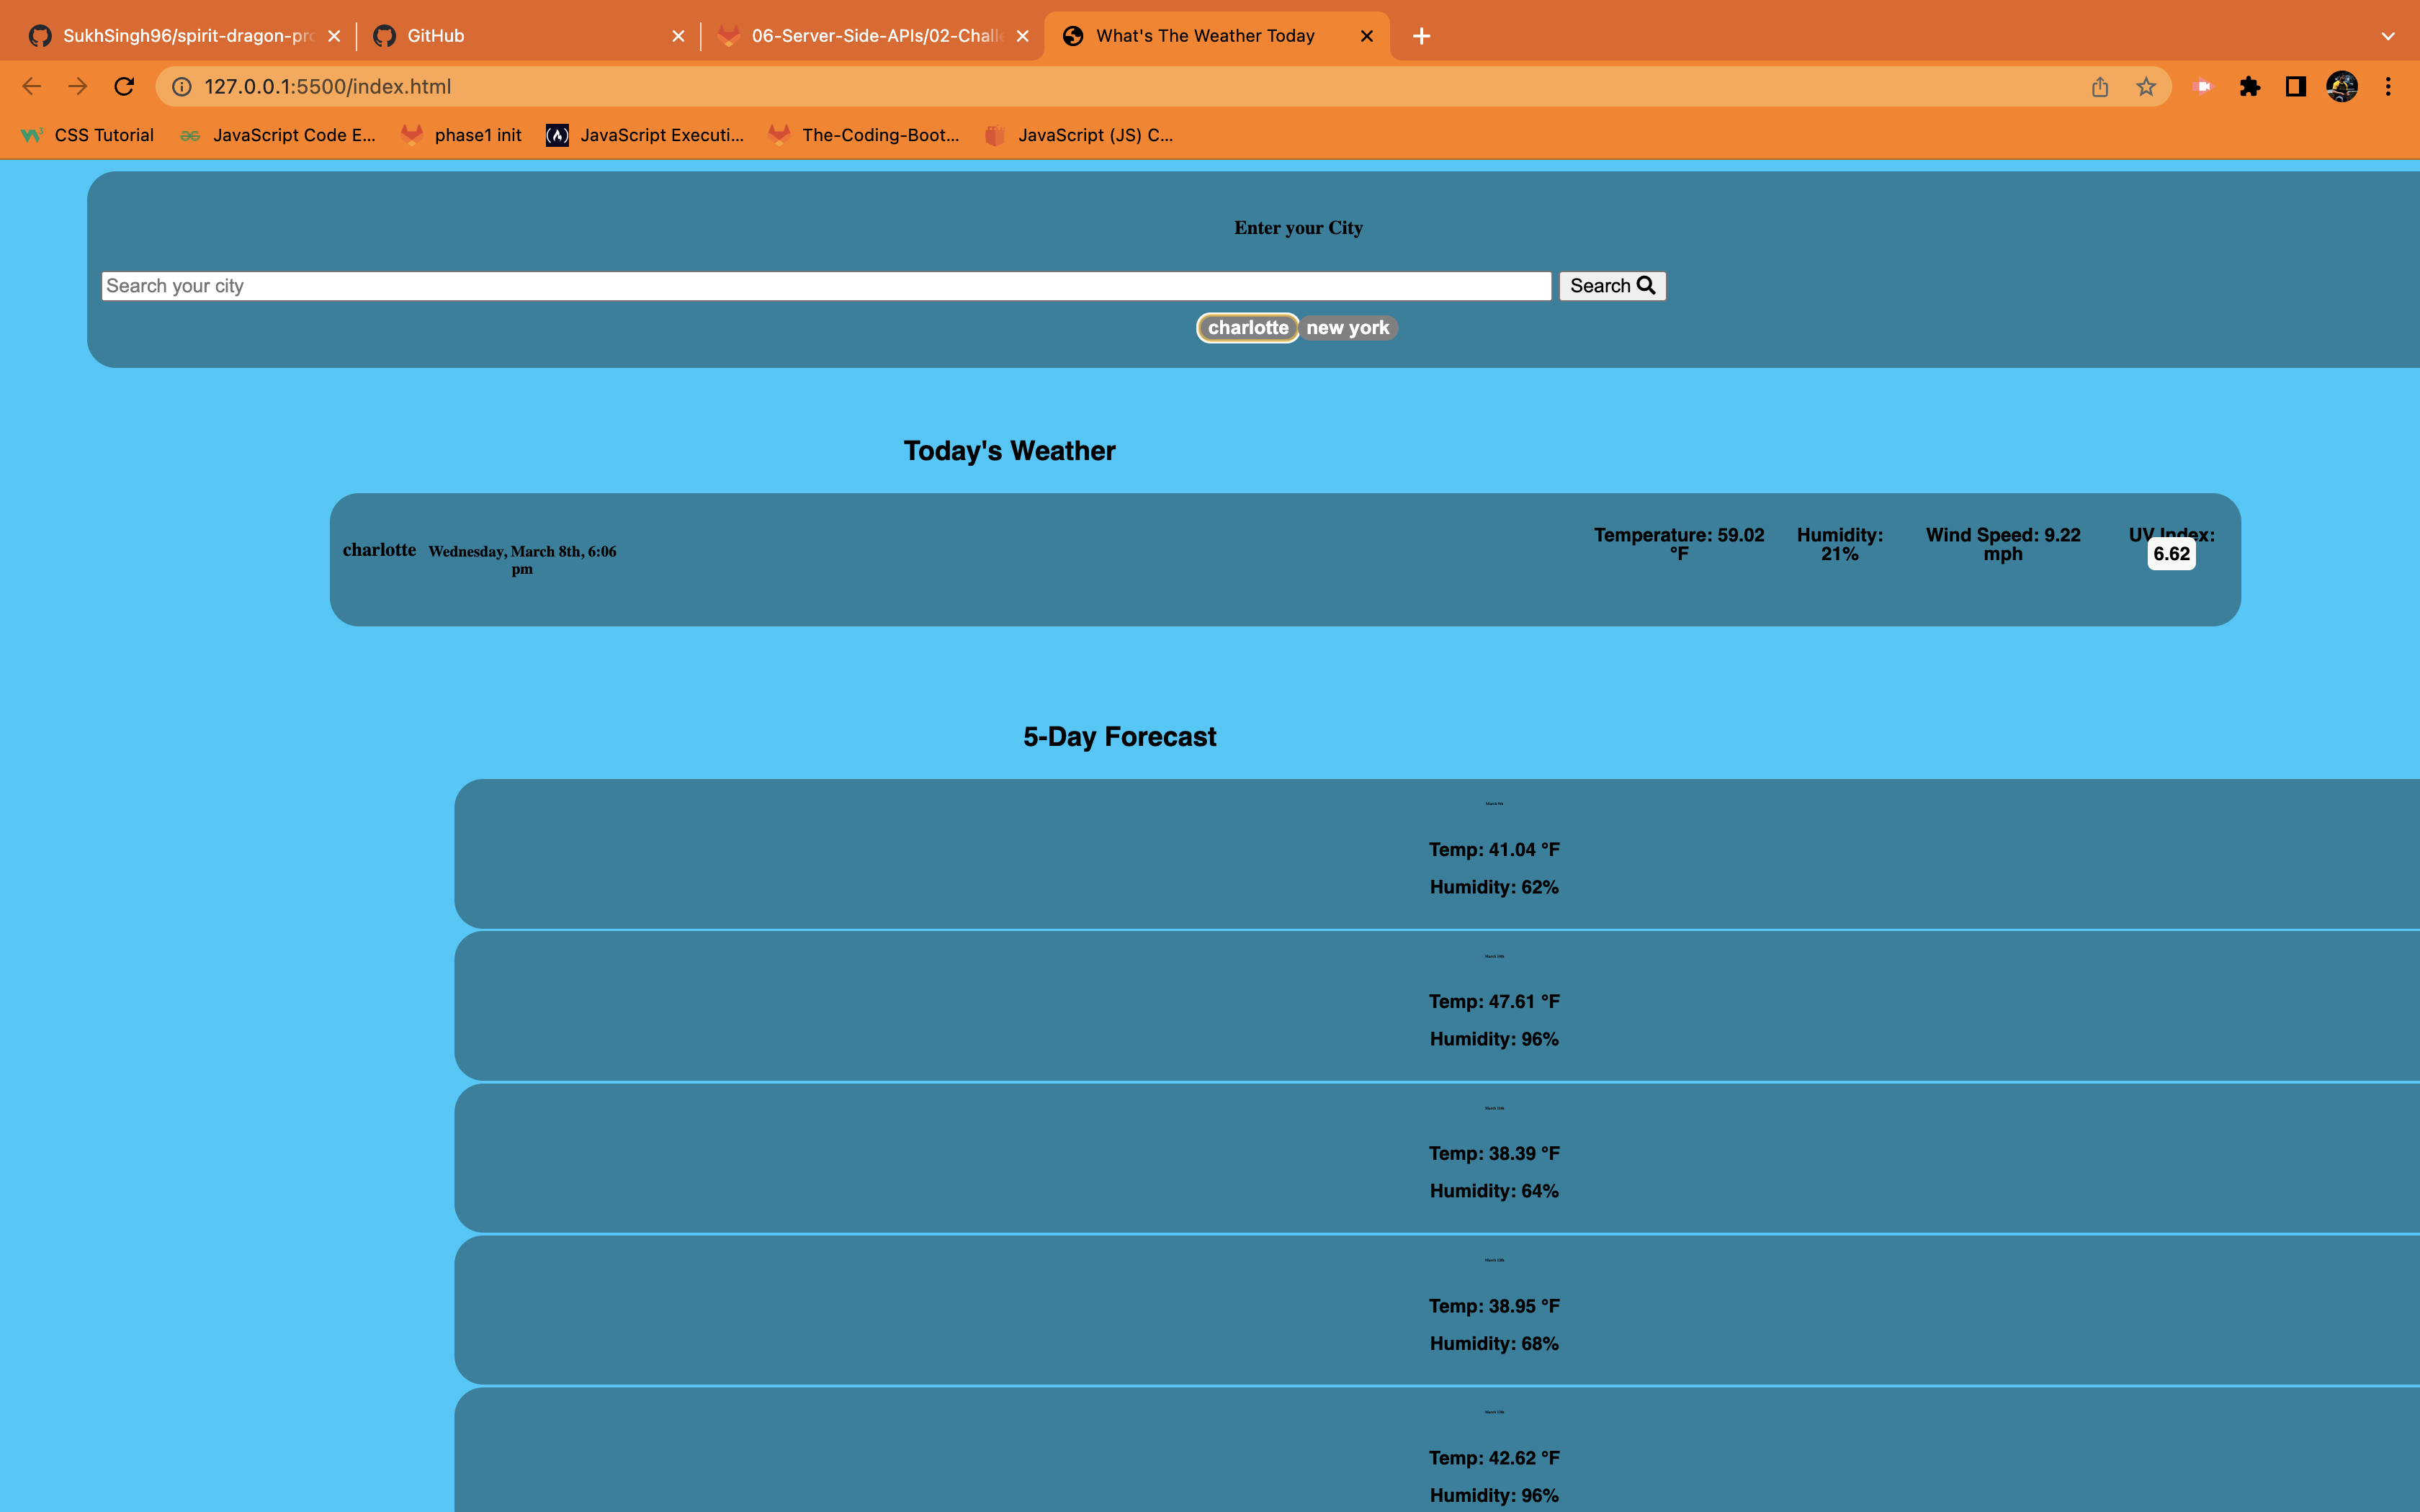 SukhSingh96/spirit-dragon-pro
GitHub
06-Server-Side-APIs/02-Challe
What's The Weather Today
127.0.0.1:5500/index.html
CSS Tutorial
JavaScript Code E...
phase1 init
JavaScript Executi...
The-Coding-Boot...
JavaScript (JS) C...
Enter your City
Search your city
Search
charlotte
new york
Today's Weather
charlotte
Wednesday, March 8th, 6:06
pm
Temperature: 59.02
°F
Humidity:
21%
Wind Speed: 9.22
mph
UV Index:
6.62
5-Day Forecast
Temp: 41.04 °F
Humidity: 62%
Temp: 47.61 °F
Humidity: 96%
Temp: 38.39 °F
Humidity: 64%
Temp: 38.95 °F
Humidity: 68%
Temp: 42.62 °F
Humidity: 96%